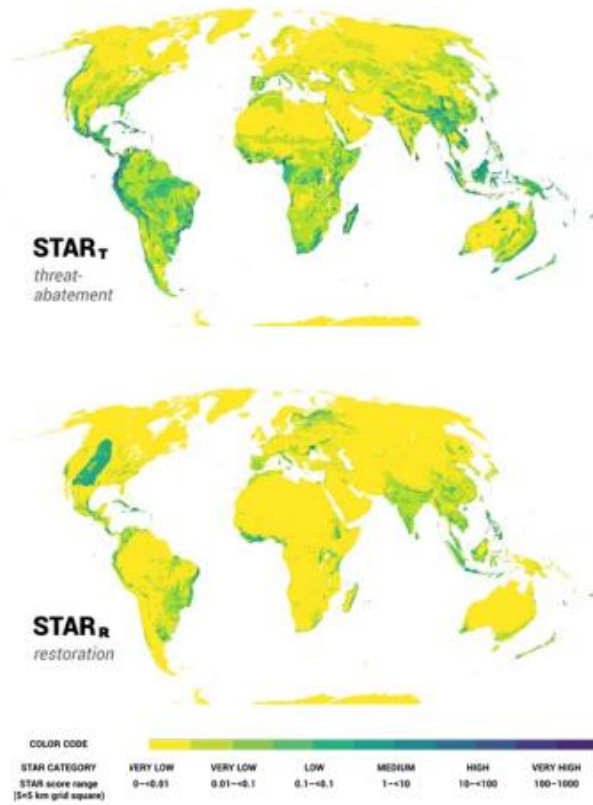 STAR T
threat-
abatement
STAR R
restoration
COLOR CODE
STAR CATEGORY VERY LOW VERY LOW LOW MEDIUM HIGH VERY HIGH
STAR score range 0–<0.01 0.01–<0.1 0.1–<0.1 1–<10 10–<100 100–1000
(5×5 km grid square)